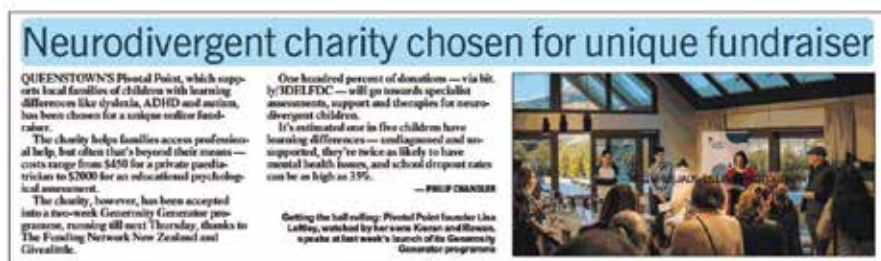 Neurodivergent charity chosen for unique fundraiser
QUEENSTOWN'S Pivotal Point, which supp-
orts local families of children with learning
differences like dyslexia, ADHD and autism,
has been chosen for a unique online fund-
raiser.
The charity helps families access profession-
al help, but often that's beyond their means —
costs range from $450 for a private paedia-
trician to $2000 for an educational psycholog-
ical assessment.
The charity, however, has been accepted
into a two-week Generosity Generator pro-
gramme, running till next Thursday, thanks to
The Funding Network New Zealand and
Givealittle.
One hundred percent of donations — via bit.
ly/3DELFDC — will go towards specialist
assessments, support and therapies for neuro-
divergent children.
It's estimated one in five children have
learning differences — undiagnosed and un-
supported, they're twice as likely to have
mental health issues, and school dropout rates
can be as high as 35%.
— PHILIP CHANDLER
Getting the ball rolling: Pivotal Point founder Lisa
Leftley, watched by her sons Kieran and Rowan,
speaks at last week's launch of its Generosity
Generator programme